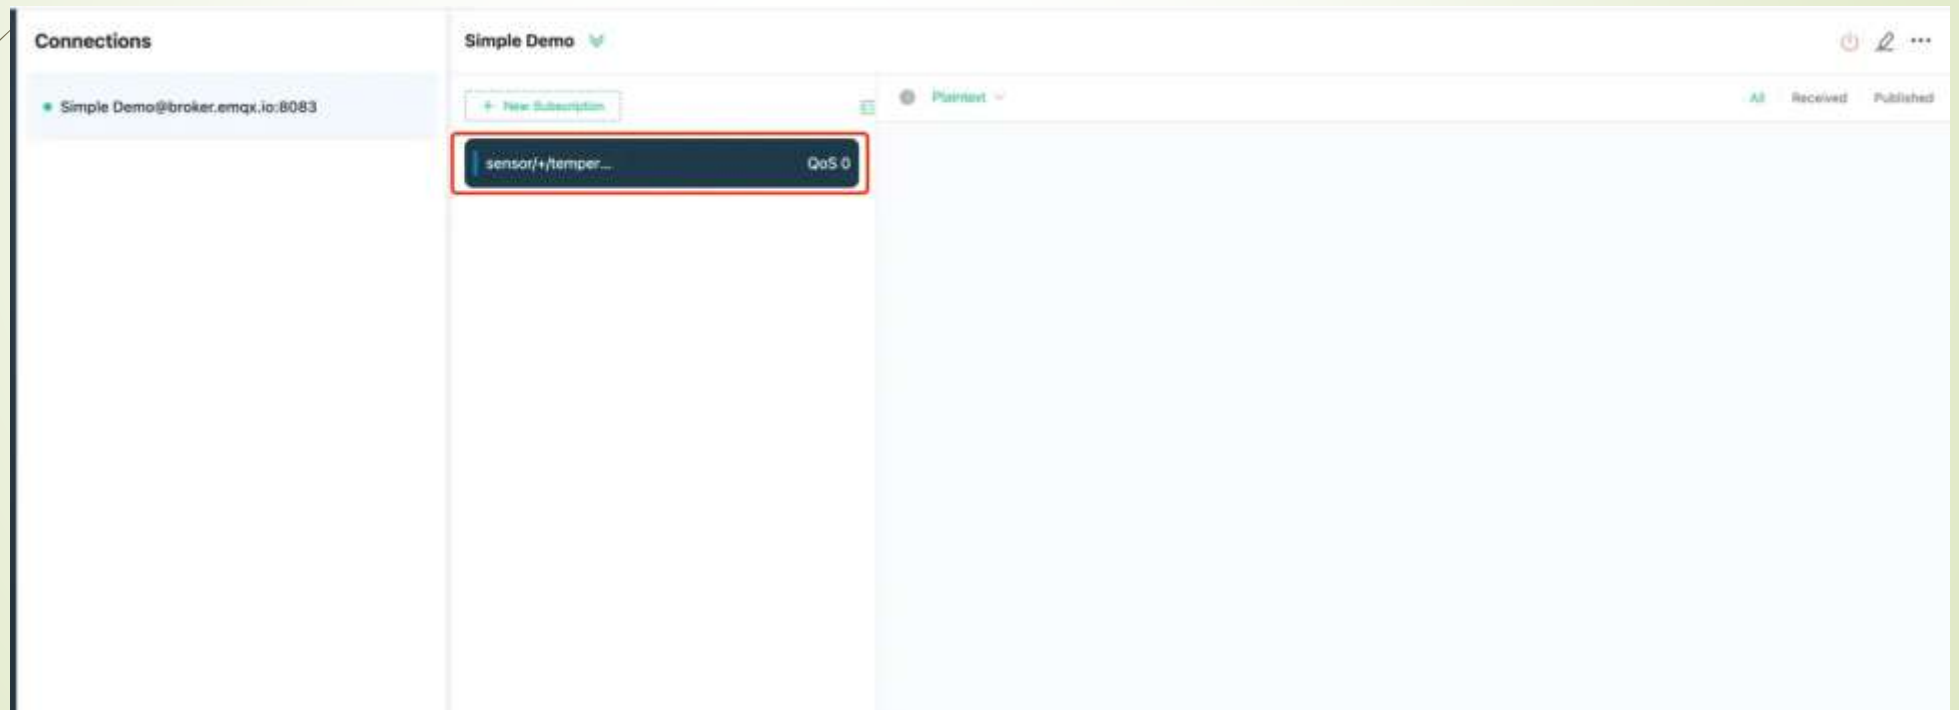 Connections
Simple Demo
Simple Demo@broker.emqx.io:8083
+ New Subscription
Plaintext
All
Received
Published
sensor/+/temper...
QoS 0